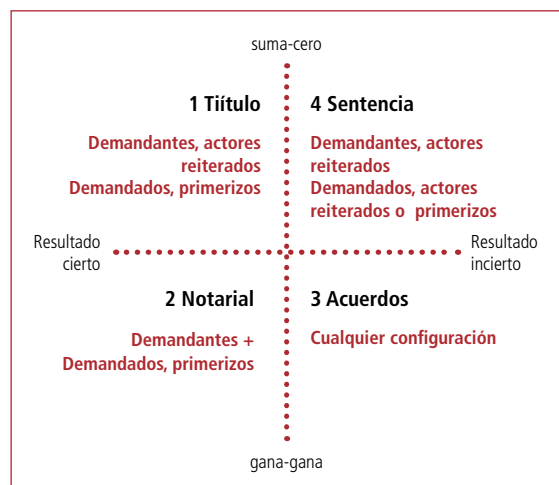 suma-cero
1 Tiítulo
Demandantes, actores
reiterados
Demandados, primerizos
4 Sentencia
Demandantes, actores
reiterados
Demandados, actores
reiterados o primerizos
Resultado
cierto
Resultado
incierto
2 Notarial
Demandantes +
Demandados, primerizos
3 Acuerdos
Cualquier configuración
gana-gana